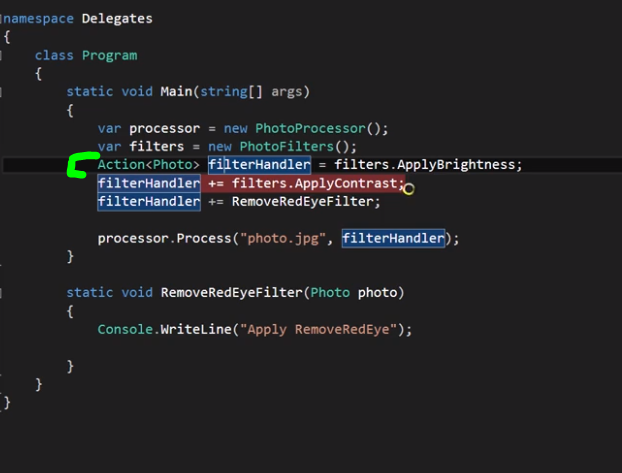 namespace Delegates
{
class Program
{
static void Main(string[] args)
{
var processor = new PhotoProcessor();
var filters = new PhotoFilters();
Action<Photo> filterHandler = filters.ApplyBrightness;
filterHandler += filters.ApplyContrast;
filterHandler += RemoveRedEyeFilter;
processor.Process("photo.jpg", filterHandler);
}
static void RemoveRedEyeFilter(Photo photo)
{
Console.WriteLine("Apply RemoveRedEye");
}
}
}